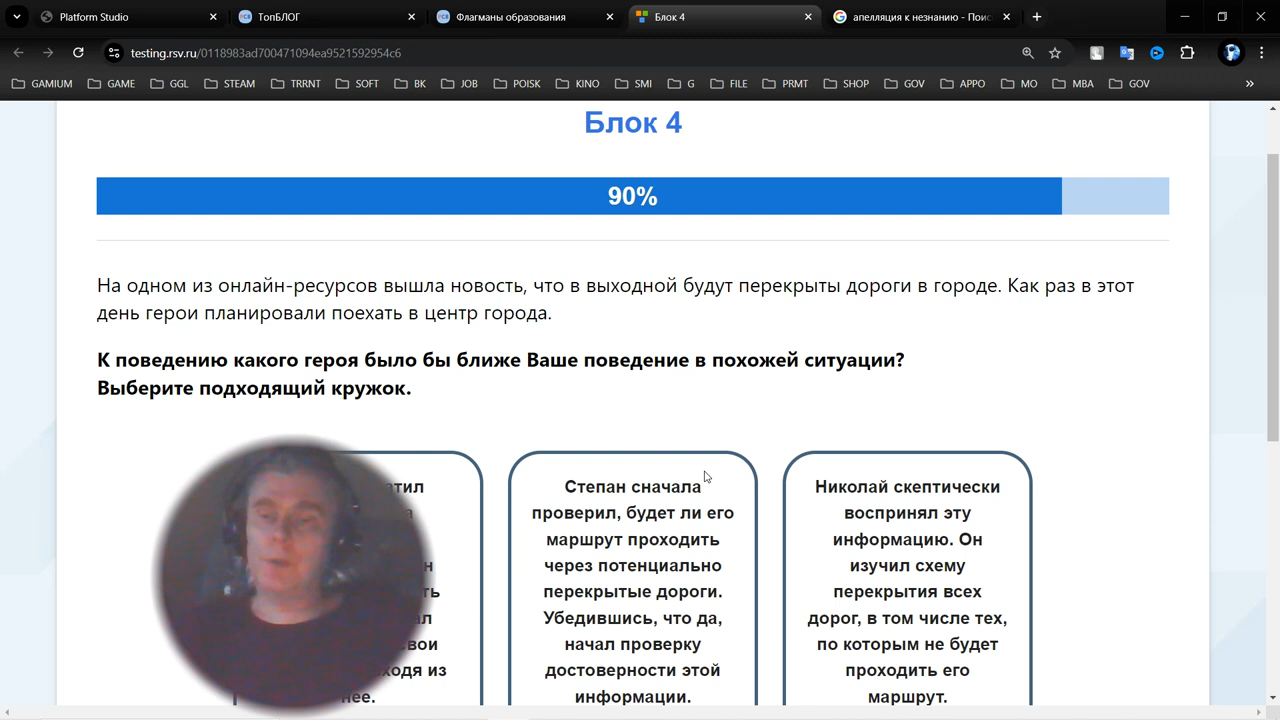 Platform Studio
ТопБЛОГ
Флагманы образования
Блок 4
апелляция к незнанию - Поис
testing.rsv.ru/0118983ad700471094ea9521592954c6
GAMIUM
GAME
GGL
STEAM
TRRNT
SOFT
BK
JOB
POISK
KINO
SMI
G
FILE
PRMT
SHOP
GOV
APPO
MO
MBA
GOV
Блок 4
90%
На одном из онлайн-ресурсов вышла новость, что в выходной будут перекрыты дороги в городе. Как раз в этот
день герои планировали поехать в центр города.
К поведению какого героя было бы ближе Ваше поведение в похожей ситуации?
Выберите подходящий кружок.
Степан сначала
проверил, будет ли его
маршрут проходить
через потенциально
перекрытые дороги.
Убедившись, что да,
начал проверку
достоверности этой
информации.
Николай скептически
воспринял эту
информацию. Он
изучил схему
перекрытия всех
дорог, в том числе тех,
по которым не будет
проходить его
маршрут.